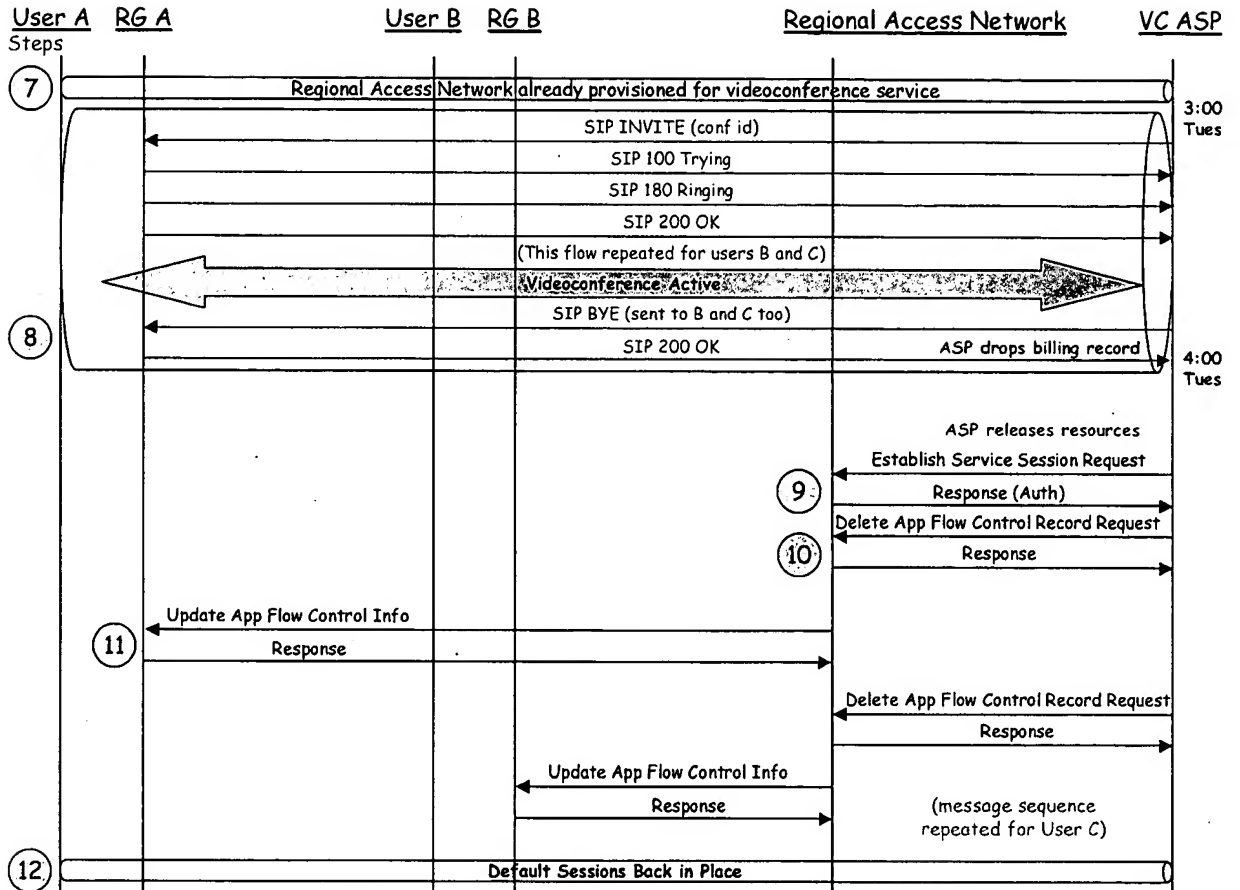 User A RG A User B RG B Regional Access Network VC ASP
Steps
7 Regional Access Network already provisioned for videoconference service
3:00
Tues
SIP INVITE (conf id)
SIP 100 Trying
SIP 180 Ringing
SIP 200 OK
(This flow repeated for users B and C)
Videoconference Active
SIP BYE (sent to B and C too)
8
SIP 200 OK ASP drops billing record
4:00
Tues
ASP releases resources
Establish Service Session Request
9 Response (Auth)
Delete App Flow Control Record Request
10 Response
Update App Flow Control Info
11 Response
Delete App Flow Control Record Request
Response
Update App Flow Control Info
Response
(message sequence
repeated for User C)
12 Default Sessions Back in Place